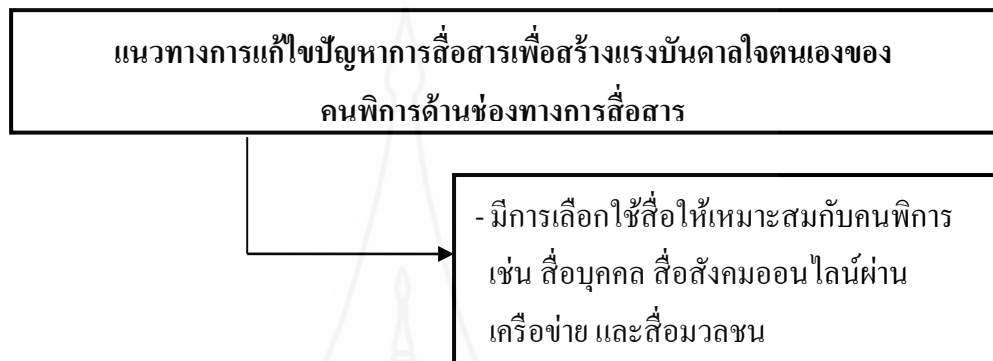 แนวทางการแก้ไขปัญหาการสื่อสารเพื่อสร้างแรงบันดาลใจตนเองของ
คนพิการด้านช่องทางการสื่อสาร
- มีการเลือกใช้สื่อให้เหมาะสมกับคนพิการ
เช่น สื่อบุคคล สื่อสังคมออนไลน์ผ่าน
เครือข่าย และสื่อมวลชน